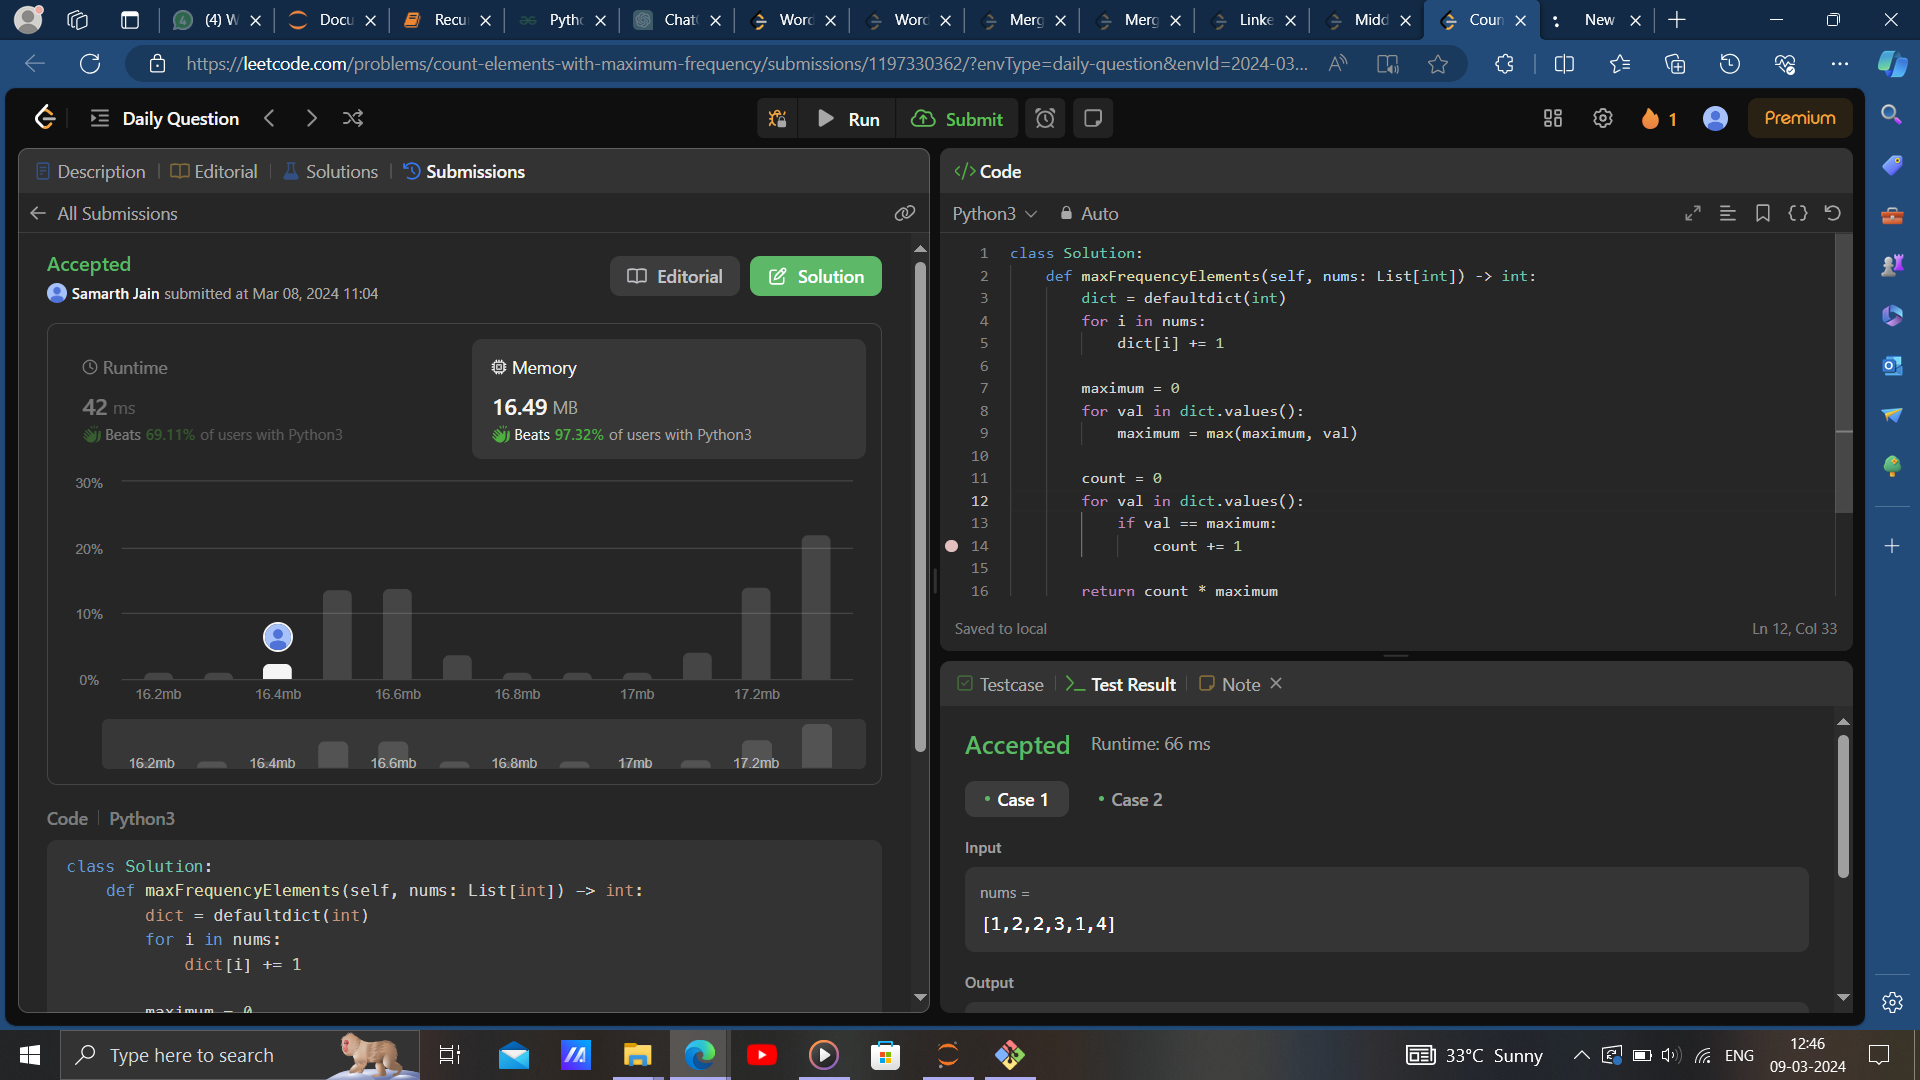 (4) W
Docu
Recu
Pytho
Chat
Word
Word
Merg
Merg
Linke
Midd
Coun
New
https://leetcode.com/problems/count-elements-with-maximum-frequency/submissions/1197330362/?envType=daily-question&envId=2024-03...
Daily Question
Run
Submit
1
Premium
Description
Editorial
Solutions
Submissions
All Submissions
Accepted
Samarth Jain submitted at Mar 08, 2024 11:04
Editorial
Solution
Runtime
42 ms
Beats 69.11% of users with Python3
Memory
16.49 MB
Beats 97.32% of users with Python3
30%
20%
10%
0%
16.2mb 16.4mb 16.6mb 16.8mb 17mb 17.2mb
16.2mb 16.4mb 16.6mb 16.8mb 17mb 17.2mb
Code | Python3
class Solution:
    def maxFrequencyElements(self, nums: List[int]) -> int:
        dict = defaultdict(int)
        for i in nums:
            dict[i] += 1
        maximum = 0
</> Code
Python3
Auto
1 class Solution:
2     def maxFrequencyElements(self, nums: List[int]) -> int:
3         dict = defaultdict(int)
4         for i in nums:
5             dict[i] += 1
6
7         maximum = 0
8         for val in dict.values():
9             maximum = max(maximum, val)
10
11         count = 0
12         for val in dict.values():
13             if val == maximum:
14                 count += 1
15
16         return count * maximum
Saved to local
Ln 12, Col 33
Testcase
Test Result
Note
Accepted
Runtime: 66 ms
• Case 1
• Case 2
Input
nums =
[1,2,2,3,1,4]
Output
Type here to search
33°C Sunny
ENG
12:46
09-03-2024